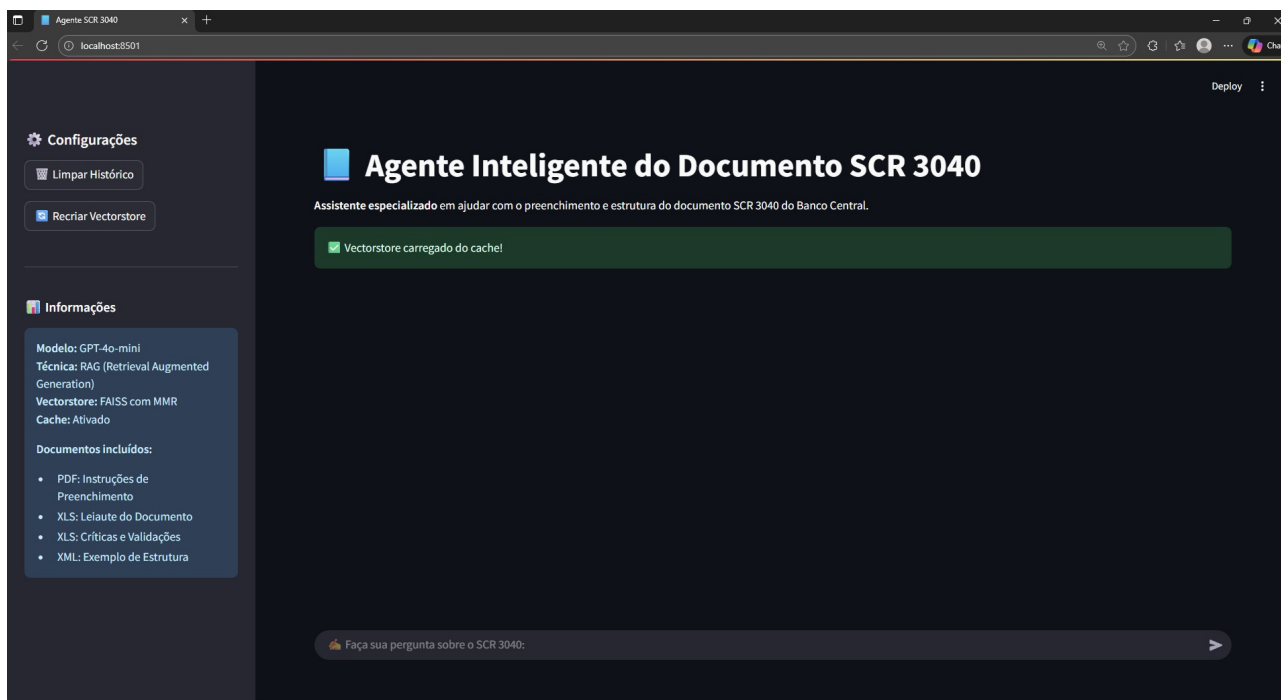 Agente SCR 3040
localhost:8501
Cha
Deploy
Configurações
Limpar Histórico
Recriar Vectorstore
Informações
Modelo: GPT-4o-mini
Técnica: RAG (Retrieval Augmented
Generation)
Vectorstore: FAISS com MMR
Cache: Ativado
Documentos incluídos:
PDF: Instruções de
Preenchimento
XLS: Leiaute do Documento
XLS: Críticas e Validações
XML: Exemplo de Estrutura
Agente Inteligente do Documento SCR 3040
Assistente especializado em ajudar com o preenchimento e estrutura do documento SCR 3040 do Banco Central.
Vectorstore carregado do cache!
Faça sua pergunta sobre o SCR 3040: